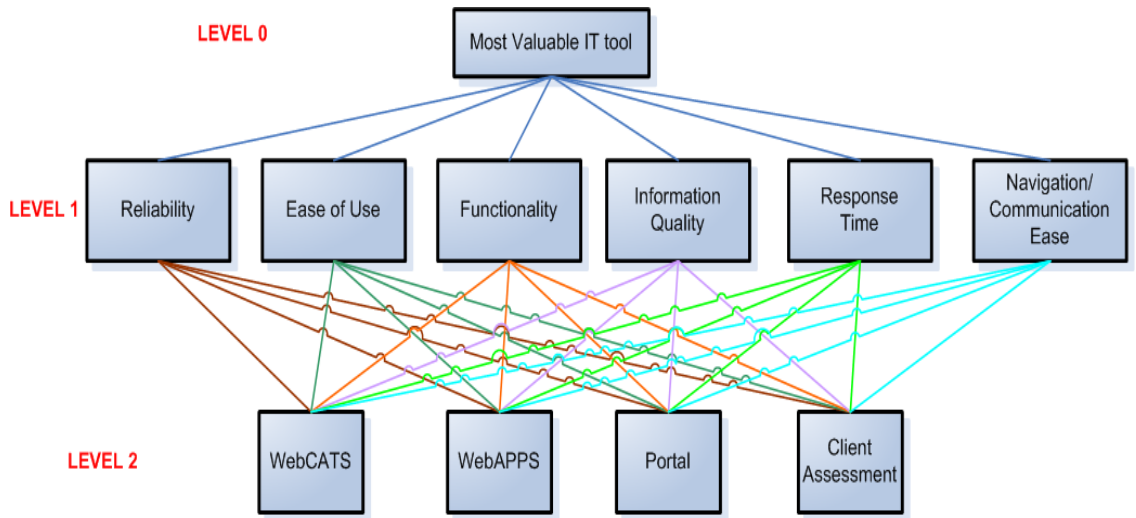 LEVEL 0
Most Valuable IT tool
LEVEL 1
Reliability
Ease of Use
Functionality
Information
Quality
Response
Time
Navigation/
Communication
Ease
LEVEL 2
WebCATS
WebAPPS
Portal
Client
Assessment